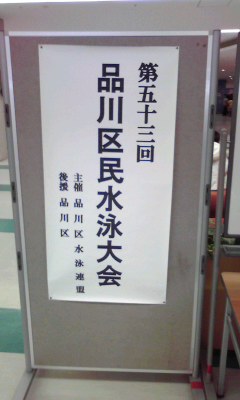 第五十三回
品川区民水泳大会
主催 品川区水泳連盟
後援 品川区